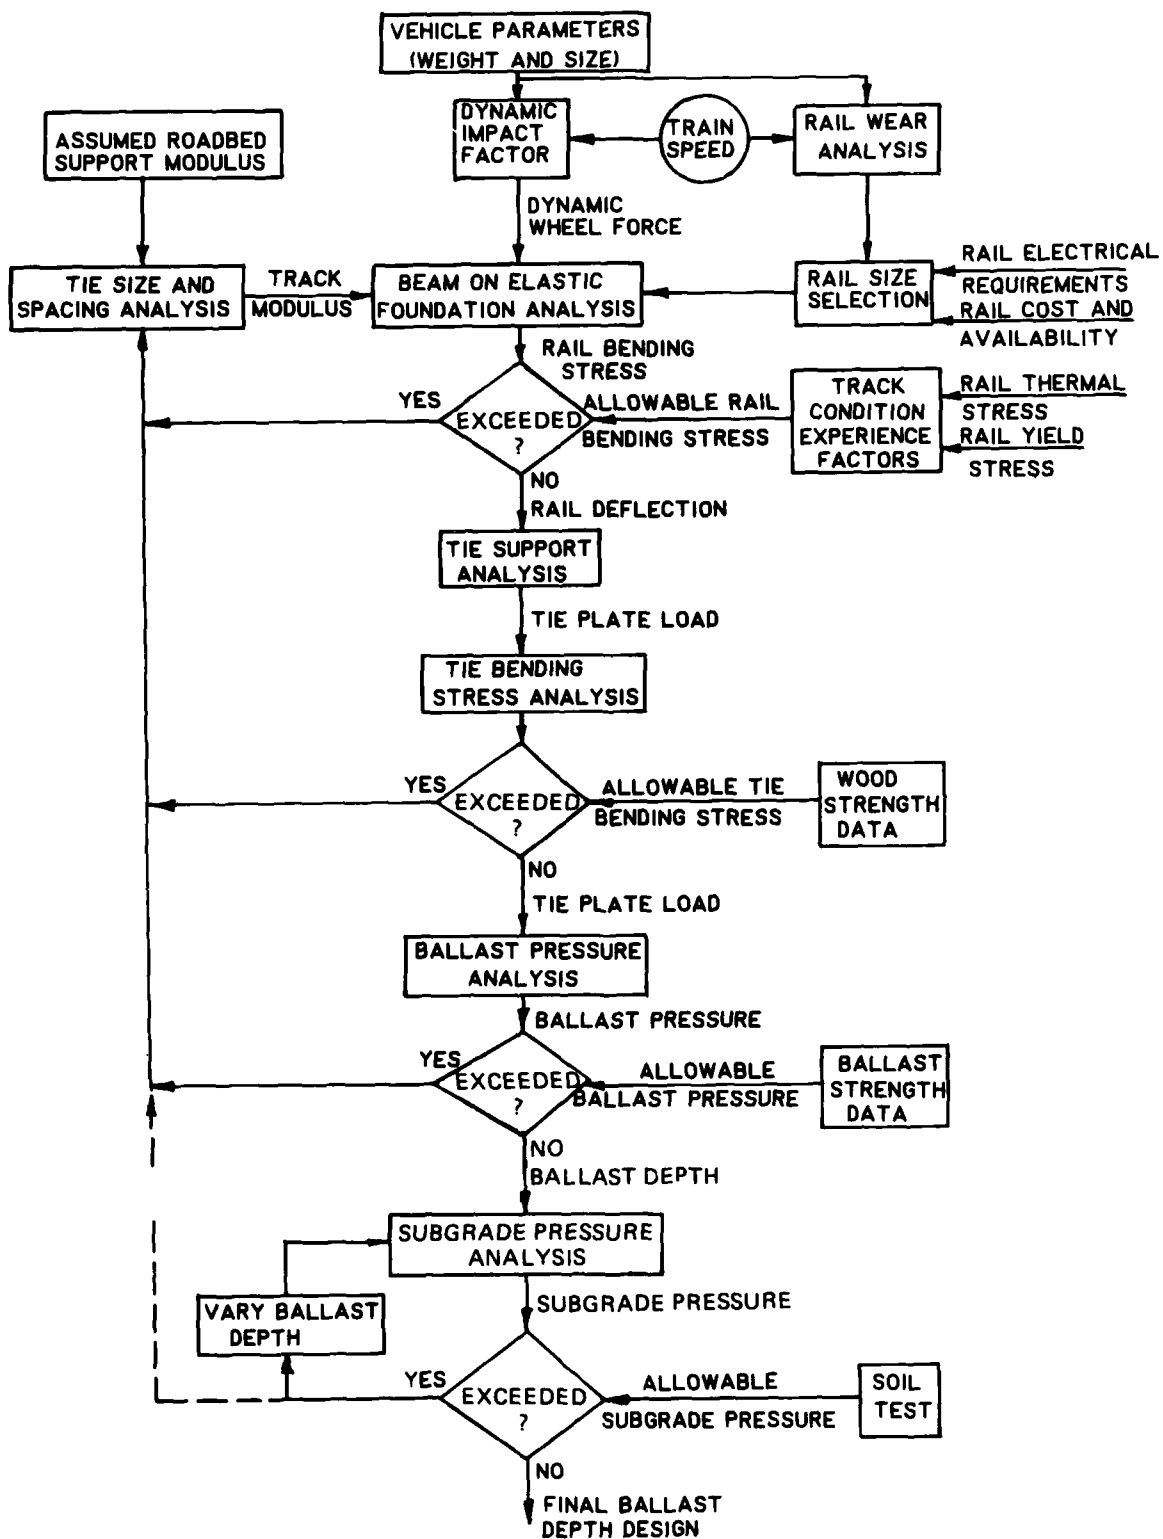 VEHICLE PARAMETERS
(WEIGHT AND SIZE)
DYNAMIC
IMPACT
FACTOR
TRAIN
SPEED
RAIL WEAR
ANALYSIS
ASSUMED ROADBED
SUPPORT MODULUS
DYNAMIC
WHEEL FORCE
TIE SIZE AND
SPACING ANALYSIS
TRACK
MODULUS
BEAM ON ELASTIC
FOUNDATION ANALYSIS
RAIL SIZE
SELECTION
RAIL ELECTRICAL
REQUIREMENTS
RAIL COST AND
AVAILABILITY
RAIL BENDING
STRESS
YES
EXCEEDED
?
ALLOWABLE RAIL
BENDING STRESS
TRACK
CONDITION
EXPERIENCE
FACTORS
RAIL THERMAL
STRESS
RAIL YIELD
STRESS
NO
RAIL DEFLECTION
TIE SUPPORT
ANALYSIS
TIE PLATE LOAD
TIE BENDING
STRESS ANALYSIS
YES
EXCEEDED
?
ALLOWABLE TIE
BENDING STRESS
WOOD
STRENGTH
DATA
NO
TIE PLATE LOAD
BALLAST PRESSURE
ANALYSIS
BALLAST PRESSURE
YES
EXCEEDED
?
ALLOWABLE
BALLAST PRESSURE
BALLAST
STRENGTH
DATA
NO
BALLAST DEPTH
SUBGRADE PRESSURE
ANALYSIS
SUBGRADE PRESSURE
VARY BALLAST
DEPTH
YES
EXCEEDED
?
ALLOWABLE
SUBGRADE PRESSURE
SOIL
TEST
NO
FINAL BALLAST
DEPTH DESIGN